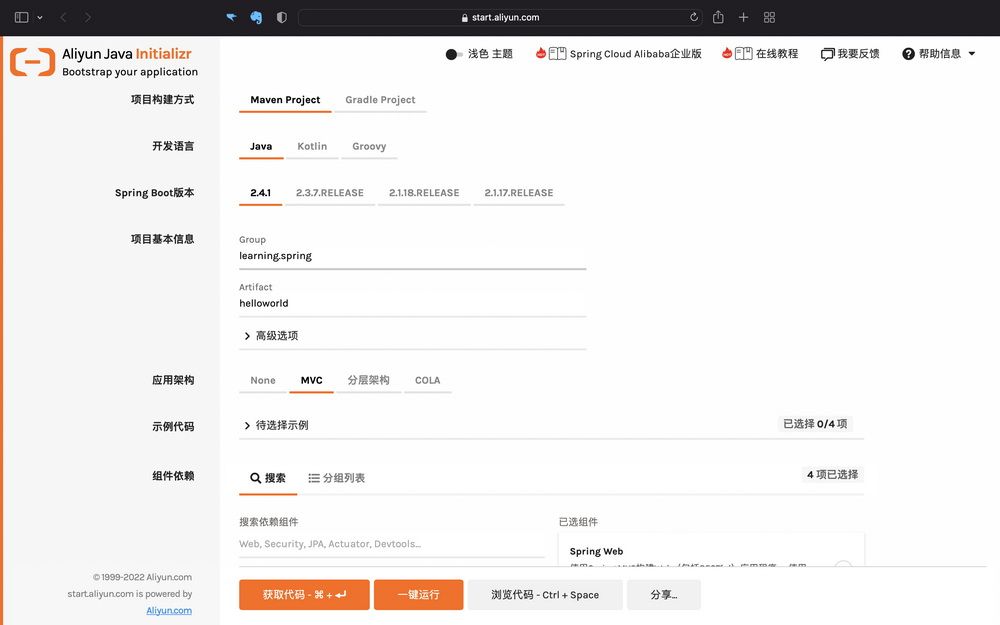 start.aliyun.com
Aliyun Java Initializr
Bootstrap your application
浅色 主题
Spring Cloud Alibaba企业版
在线教程
我要反馈
帮助信息
项目构建方式
Maven Project
Gradle Project
开发语言
Java
Kotlin
Groovy
Spring Boot版本
2.4.1
2.3.7.RELEASE
2.1.18.RELEASE
2.1.17.RELEASE
项目基本信息
Group
learning.spring
Artifact
helloworld
高级选项
应用架构
None
MVC
分层架构
COLA
示例代码
待选择示例
已选择 0/4 项
组件依赖
搜索
分组列表
4 项已选择
搜索依赖组件
Web, Security, JPA, Actuator, Devtools...
已选组件
Spring Web
© 1999-2022 Aliyun.com
start.aliyun.com is powered by
Aliyun.com
获取代码 - ⌘ + ↵
一键运行
浏览代码 - Ctrl + Space
分享...